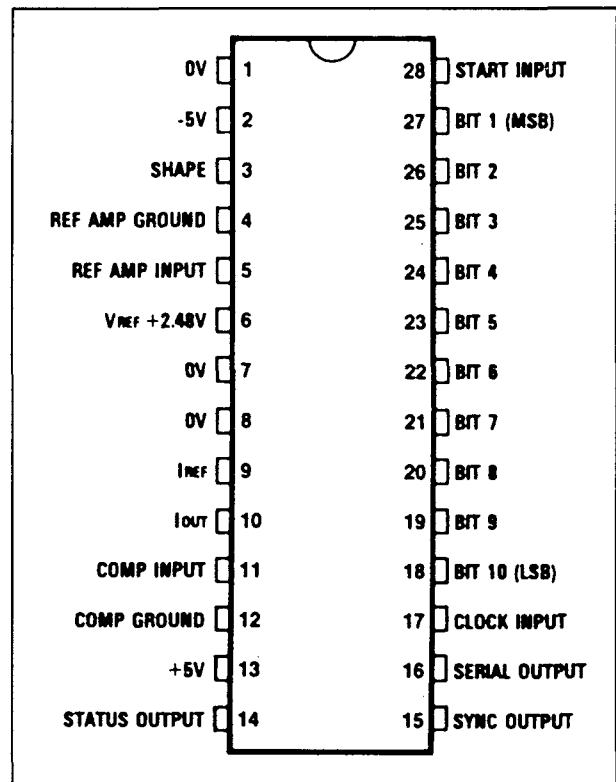 0V 1 28 START INPUT
-5V 2 27 BIT 1 (MSB)
SHAPE 3 26 BIT 2
REF AMP GROUND 4 25 BIT 3
REF AMP INPUT 5 24 BIT 4
VREF +2.48V 6 23 BIT 5
0V 7 22 BIT 6
0V 8 21 BIT 7
IREF 9 20 BIT 8
IOUT 10 19 BIT 9
COMP INPUT 11 18 BIT 10 (LSB)
COMP GROUND 12 17 CLOCK INPUT
+5V 13 16 SERIAL OUTPUT
STATUS OUTPUT 14 15 SYNC OUTPUT